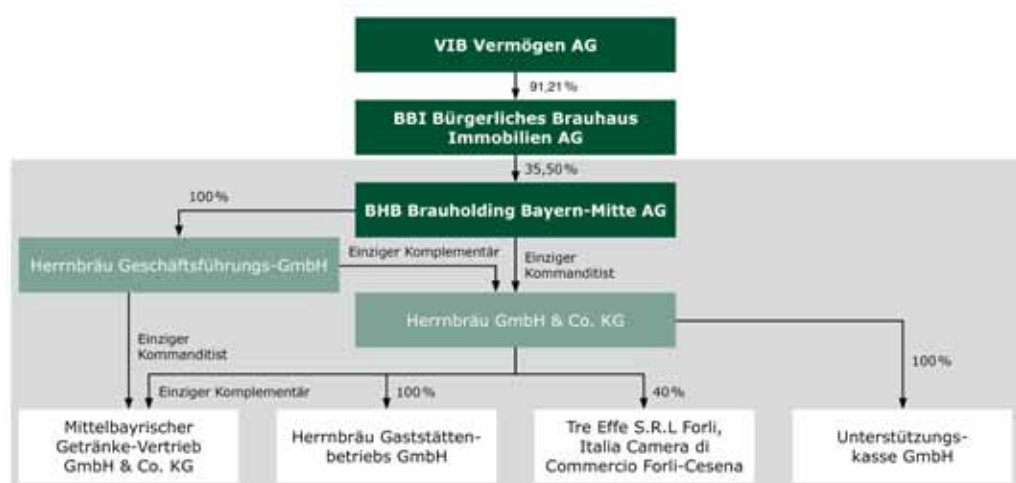 VIB Vermögen AG
91,21 %
BBI Bürgerliches Brauhaus
Immobilien AG
35,50 %
100 %
BHB Brauholding Bayern-Mitte AG
Einziger Komplementär
Einziger
Kommanditist
Herrnbräu Geschäftsführungs-GmbH
Herrnbräu GmbH & Co. KG
Einziger
Kommanditist
100 %
Einziger Komplementär
100 %
40 %
Mittelbayrischer
Getränke-Vertrieb
GmbH & Co. KG
Herrnbräu Gaststätten-
betriebs GmbH
Tre Effe S.R.L Forli,
Italia Camera di
Commercio Forli-Cesena
Unterstützungs-
kasse GmbH